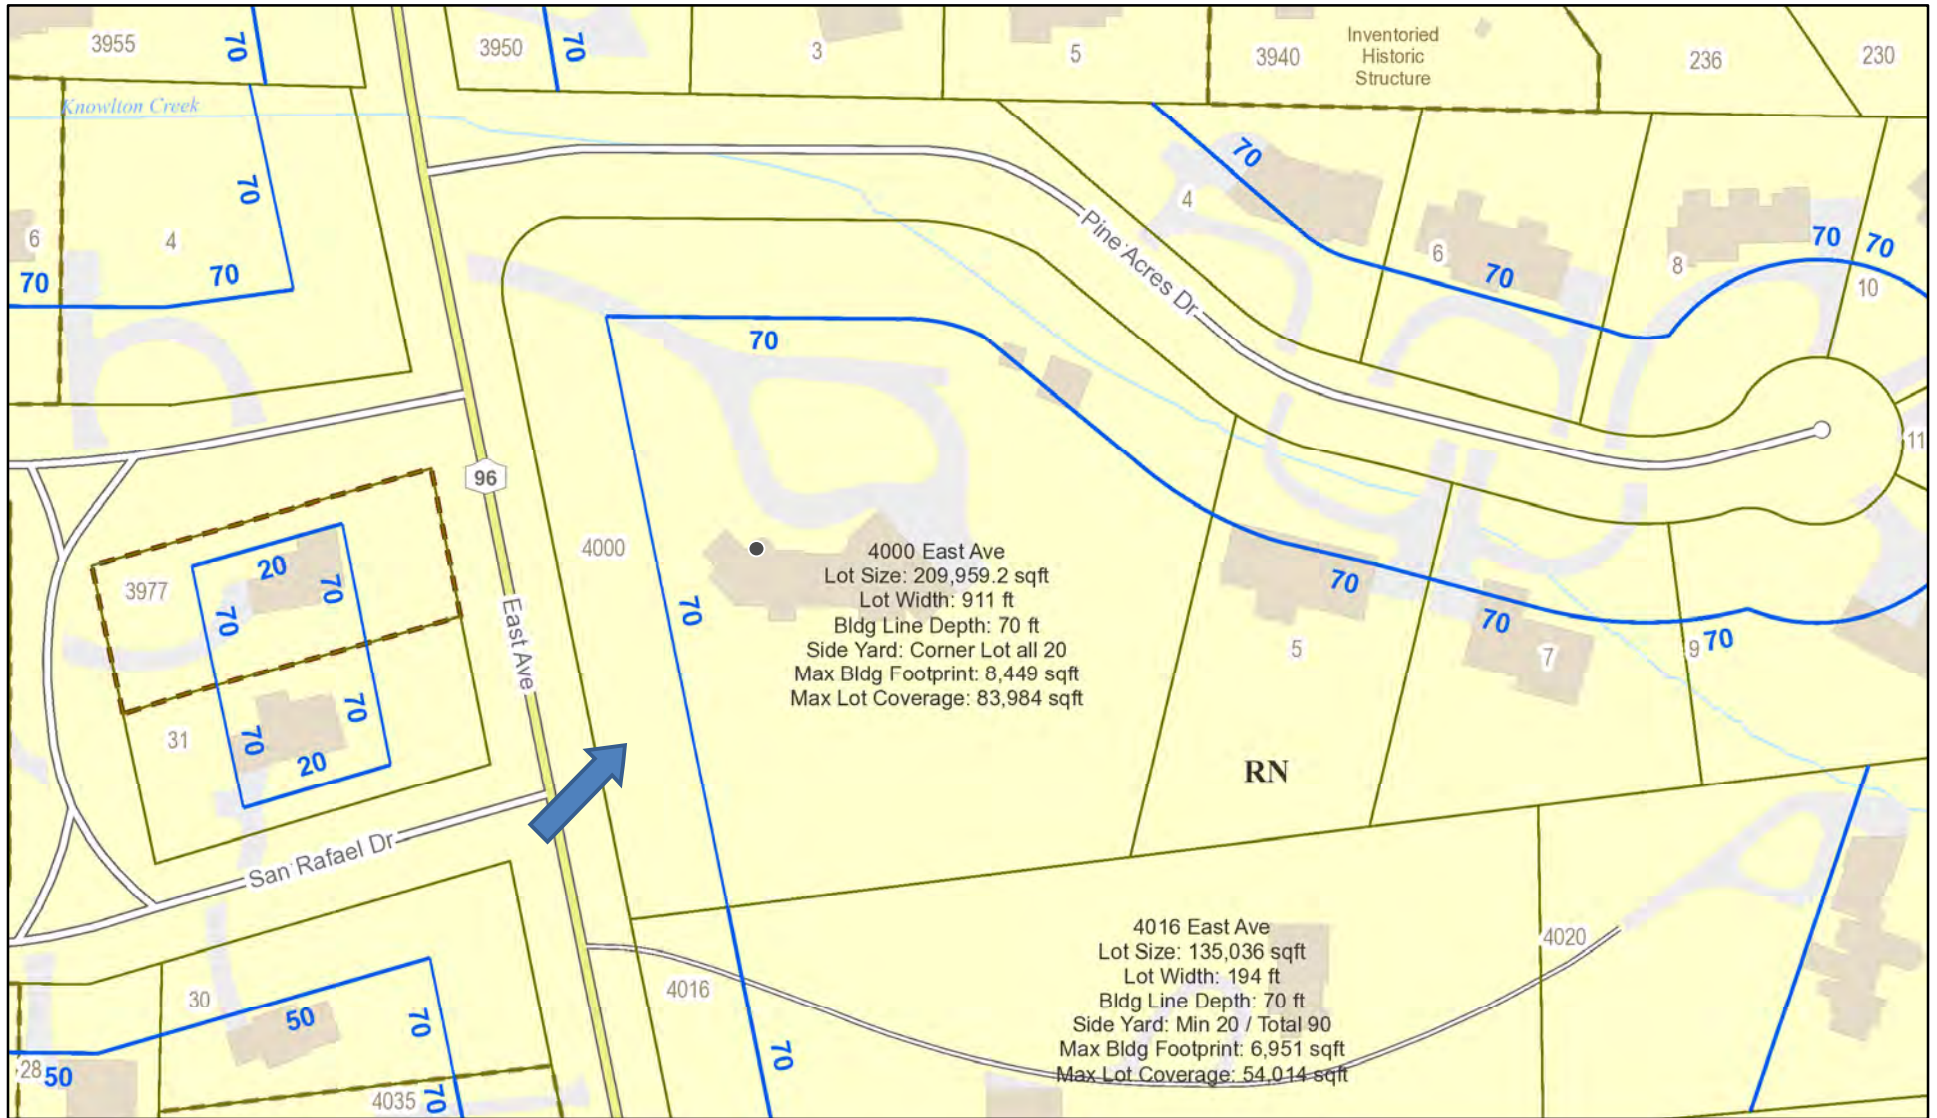 3955
70
3950
70
3
5
3940
Inventoried
Historic
Structure
236
230
Knowlton Creek
70
6
4
70
70
4
70
Pine Acres Dr
6
70
8
70
70
10
11
70
96
3977
20
70
70
31
70
70
20
East Ave
San Rafael Dr
4000
70
4000 East Ave
Lot Size: 209,959.2 sqft
Lot Width: 911 ft
Bldg Line Depth: 70 ft
Side Yard: Corner Lot all 20
Max Bldg Footprint: 8,449 sqft
Max Lot Coverage: 83,984 sqft
70
5
70
7
9
70
RN
4016
70
4016 East Ave
Lot Size: 135,036 sqft
Lot Width: 194 ft
Bldg Line Depth: 70 ft
Side Yard: Min 20 / Total 90
Max Bldg Footprint: 6,951 sqft
Max Lot Coverage: 54,014 sqft
4020
30
50
70
28
50
4035
70